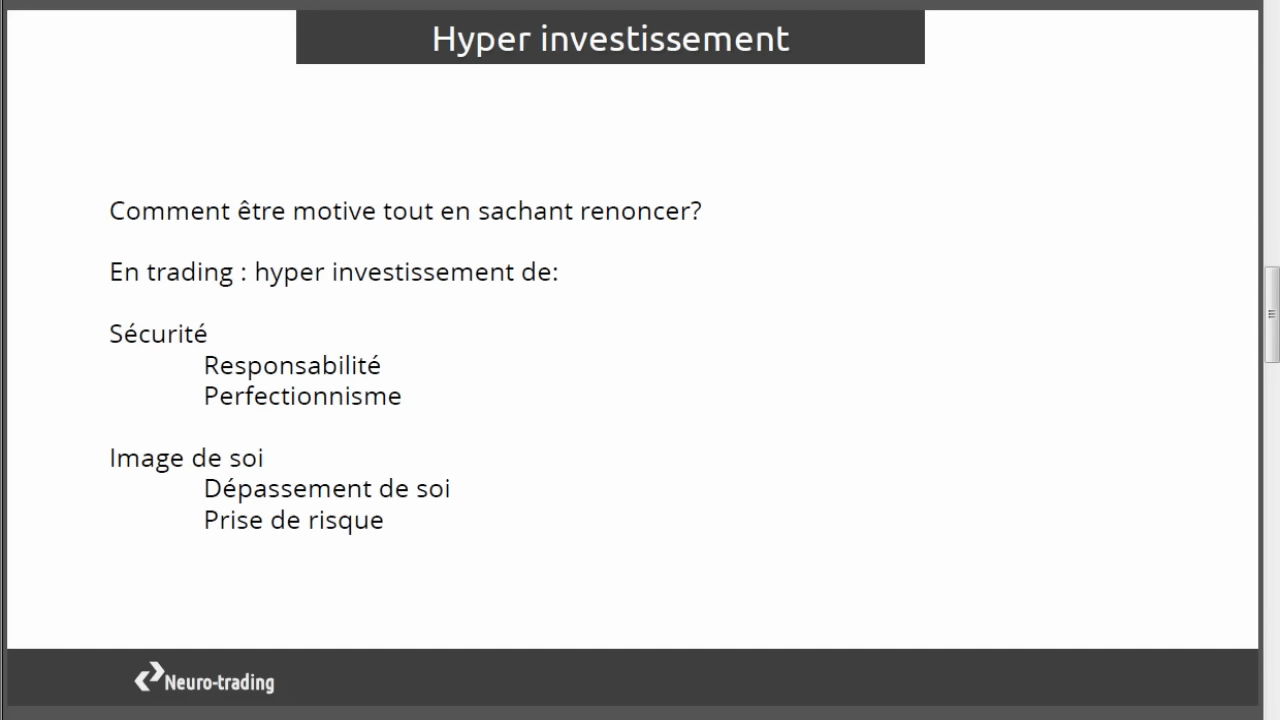 Hyper investissement
Comment être motive tout en sachant renoncer?
En trading : hyper investissement de:
Sécurité
Responsabilité
Perfectionnisme
Image de soi
Dépassement de soi
Prise de risque
Neuro-trading